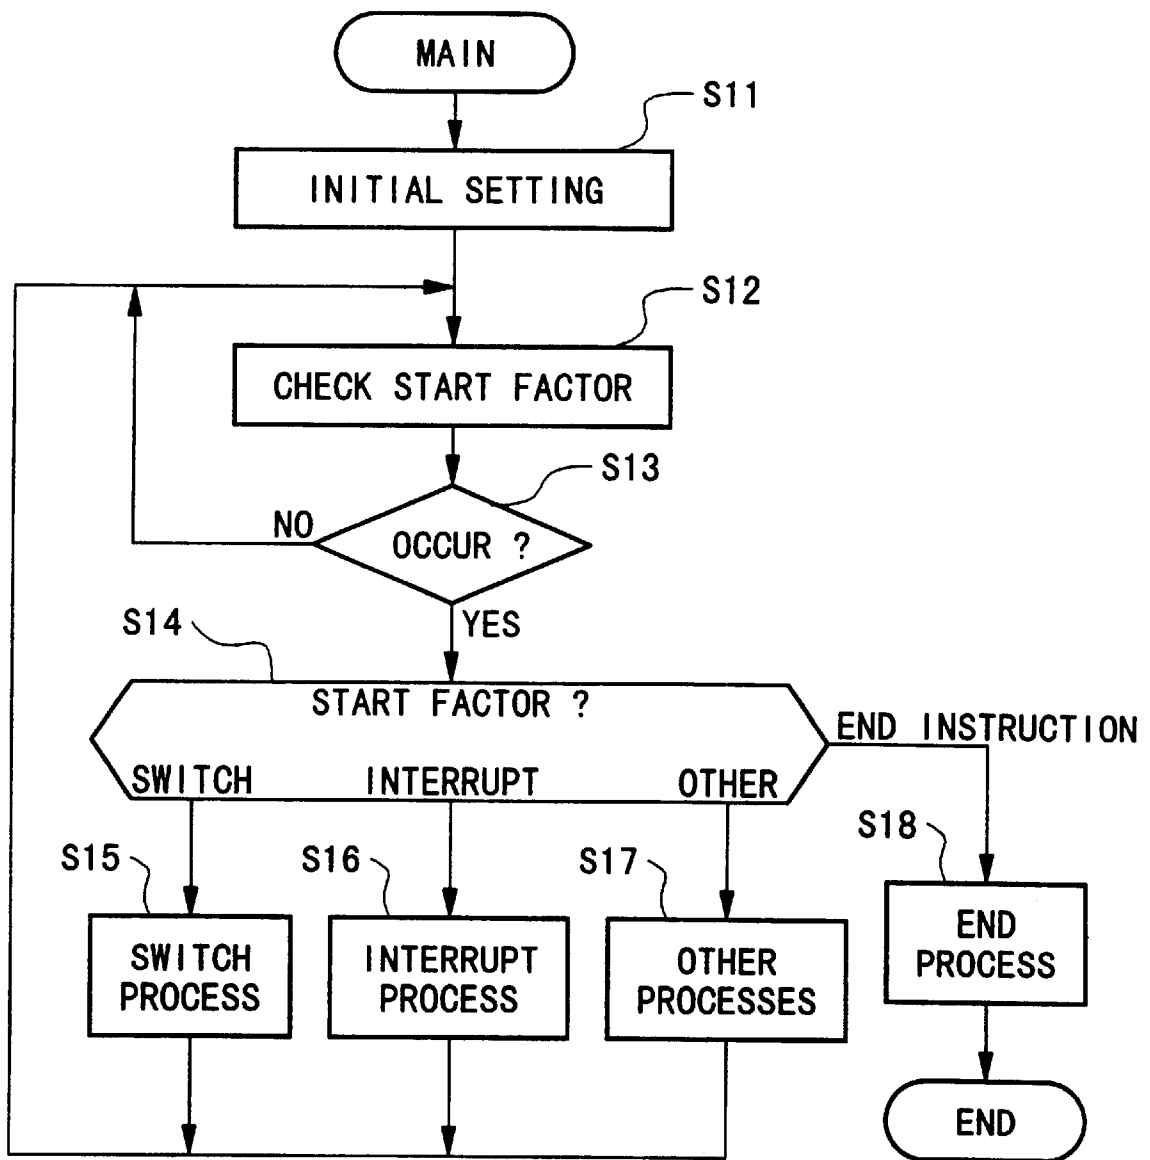 MAIN
S11
INITIAL SETTING
S12
CHECK START FACTOR
S13
NO
OCCUR ?
YES
S14
START FACTOR ?
END INSTRUCTION
SWITCH
INTERRUPT
OTHER
S15
S16
S17
S18
SWITCH
PROCESS
INTERRUPT
PROCESS
OTHER
PROCESSES
END
PROCESS
END